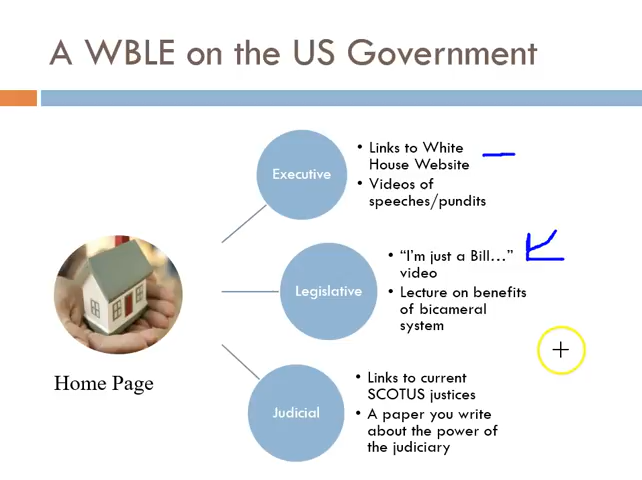 A WBLE on the US Government
Executive
• Links to White
House Website
• Videos of
speeches/pundits
Legislative
• “I’m just a Bill…”
video
• Lecture on benefits
of bicameral
system
Home Page
Judicial
• Links to current
SCOTUS justices
• A paper you write
about the power of
the judiciary